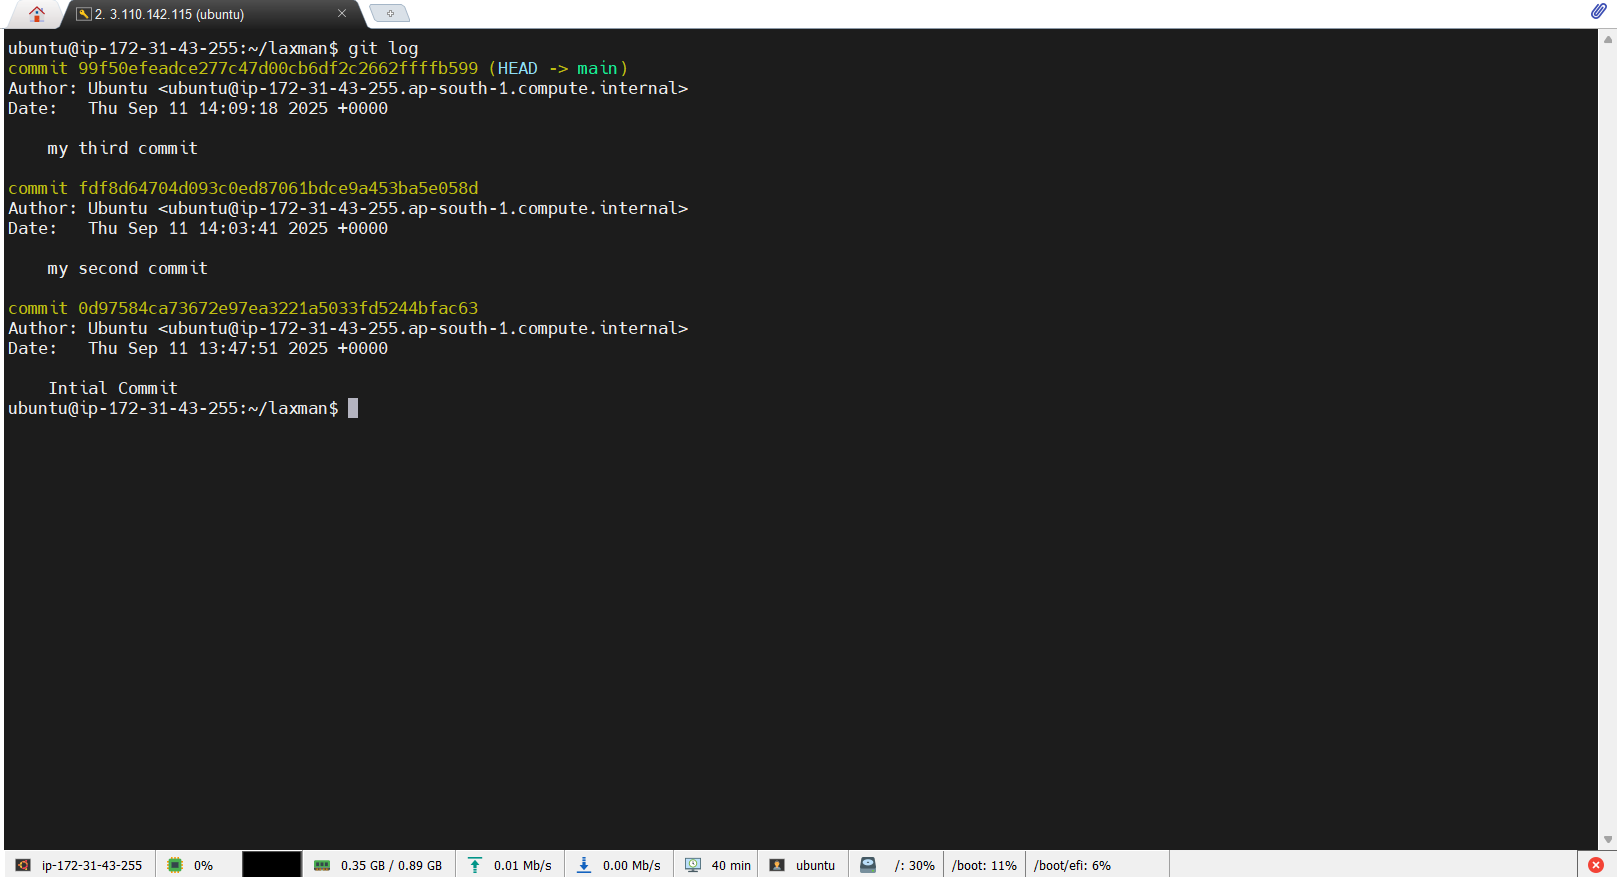 2. 3.110.142.115 (ubuntu)
ubuntu@ip-172-31-43-255:~/laxman$ git log
commit 99f50efeadce277c47d00cb6df2c2662ffffb599 (HEAD -> main)
Author: Ubuntu <ubuntu@ip-172-31-43-255.ap-south-1.compute.internal>
Date:   Thu Sep 11 14:09:18 2025 +0000
my third commit
commit fdf8d64704d093c0ed87061bdce9a453ba5e058d
Author: Ubuntu <ubuntu@ip-172-31-43-255.ap-south-1.compute.internal>
Date:   Thu Sep 11 14:03:41 2025 +0000
my second commit
commit 0d97584ca73672e97ea3221a5033fd5244bfac63
Author: Ubuntu <ubuntu@ip-172-31-43-255.ap-south-1.compute.internal>
Date:   Thu Sep 11 13:47:51 2025 +0000
Intial Commit
ubuntu@ip-172-31-43-255:~/laxman$
ip-172-31-43-255 0% 0.35 GB / 0.89 GB 0.01 Mb/s 0.00 Mb/s 40 min ubuntu /: 30% /boot: 11% /boot/efi: 6%